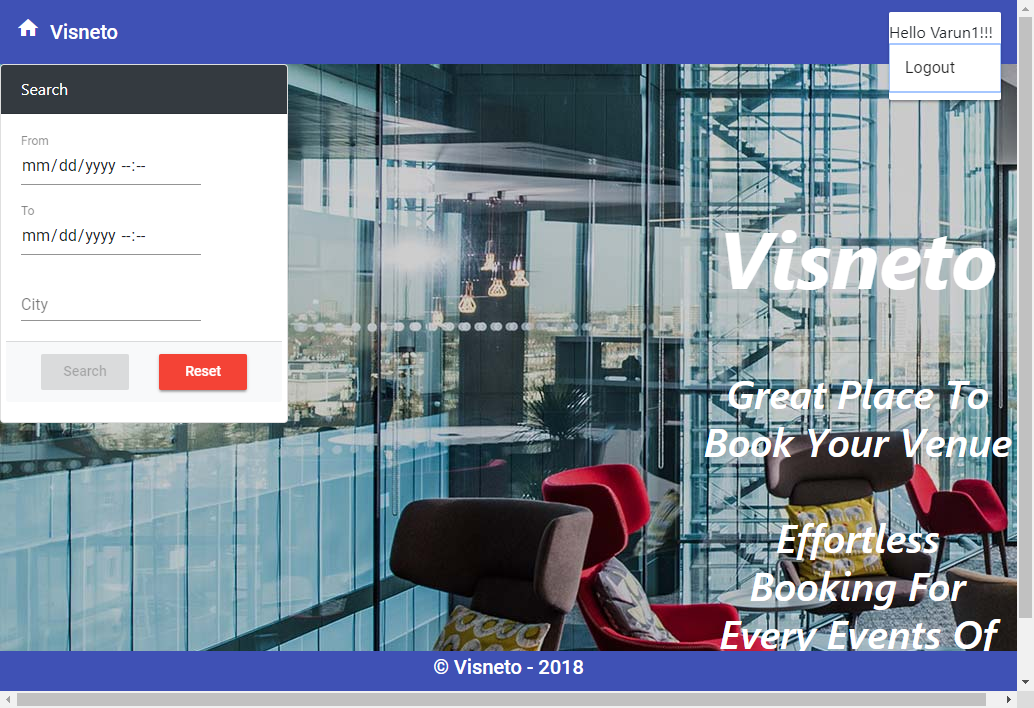 Visneto
Hello Varun1!!!
Logout
Search
From
mm/dd/yyyy --:--
To
mm/dd/yyyy --:--
City
Search
Reset
Visneto
Great Place To
Book Your Venue
Effortless
Booking For
Every Events Of
© Visneto - 2018